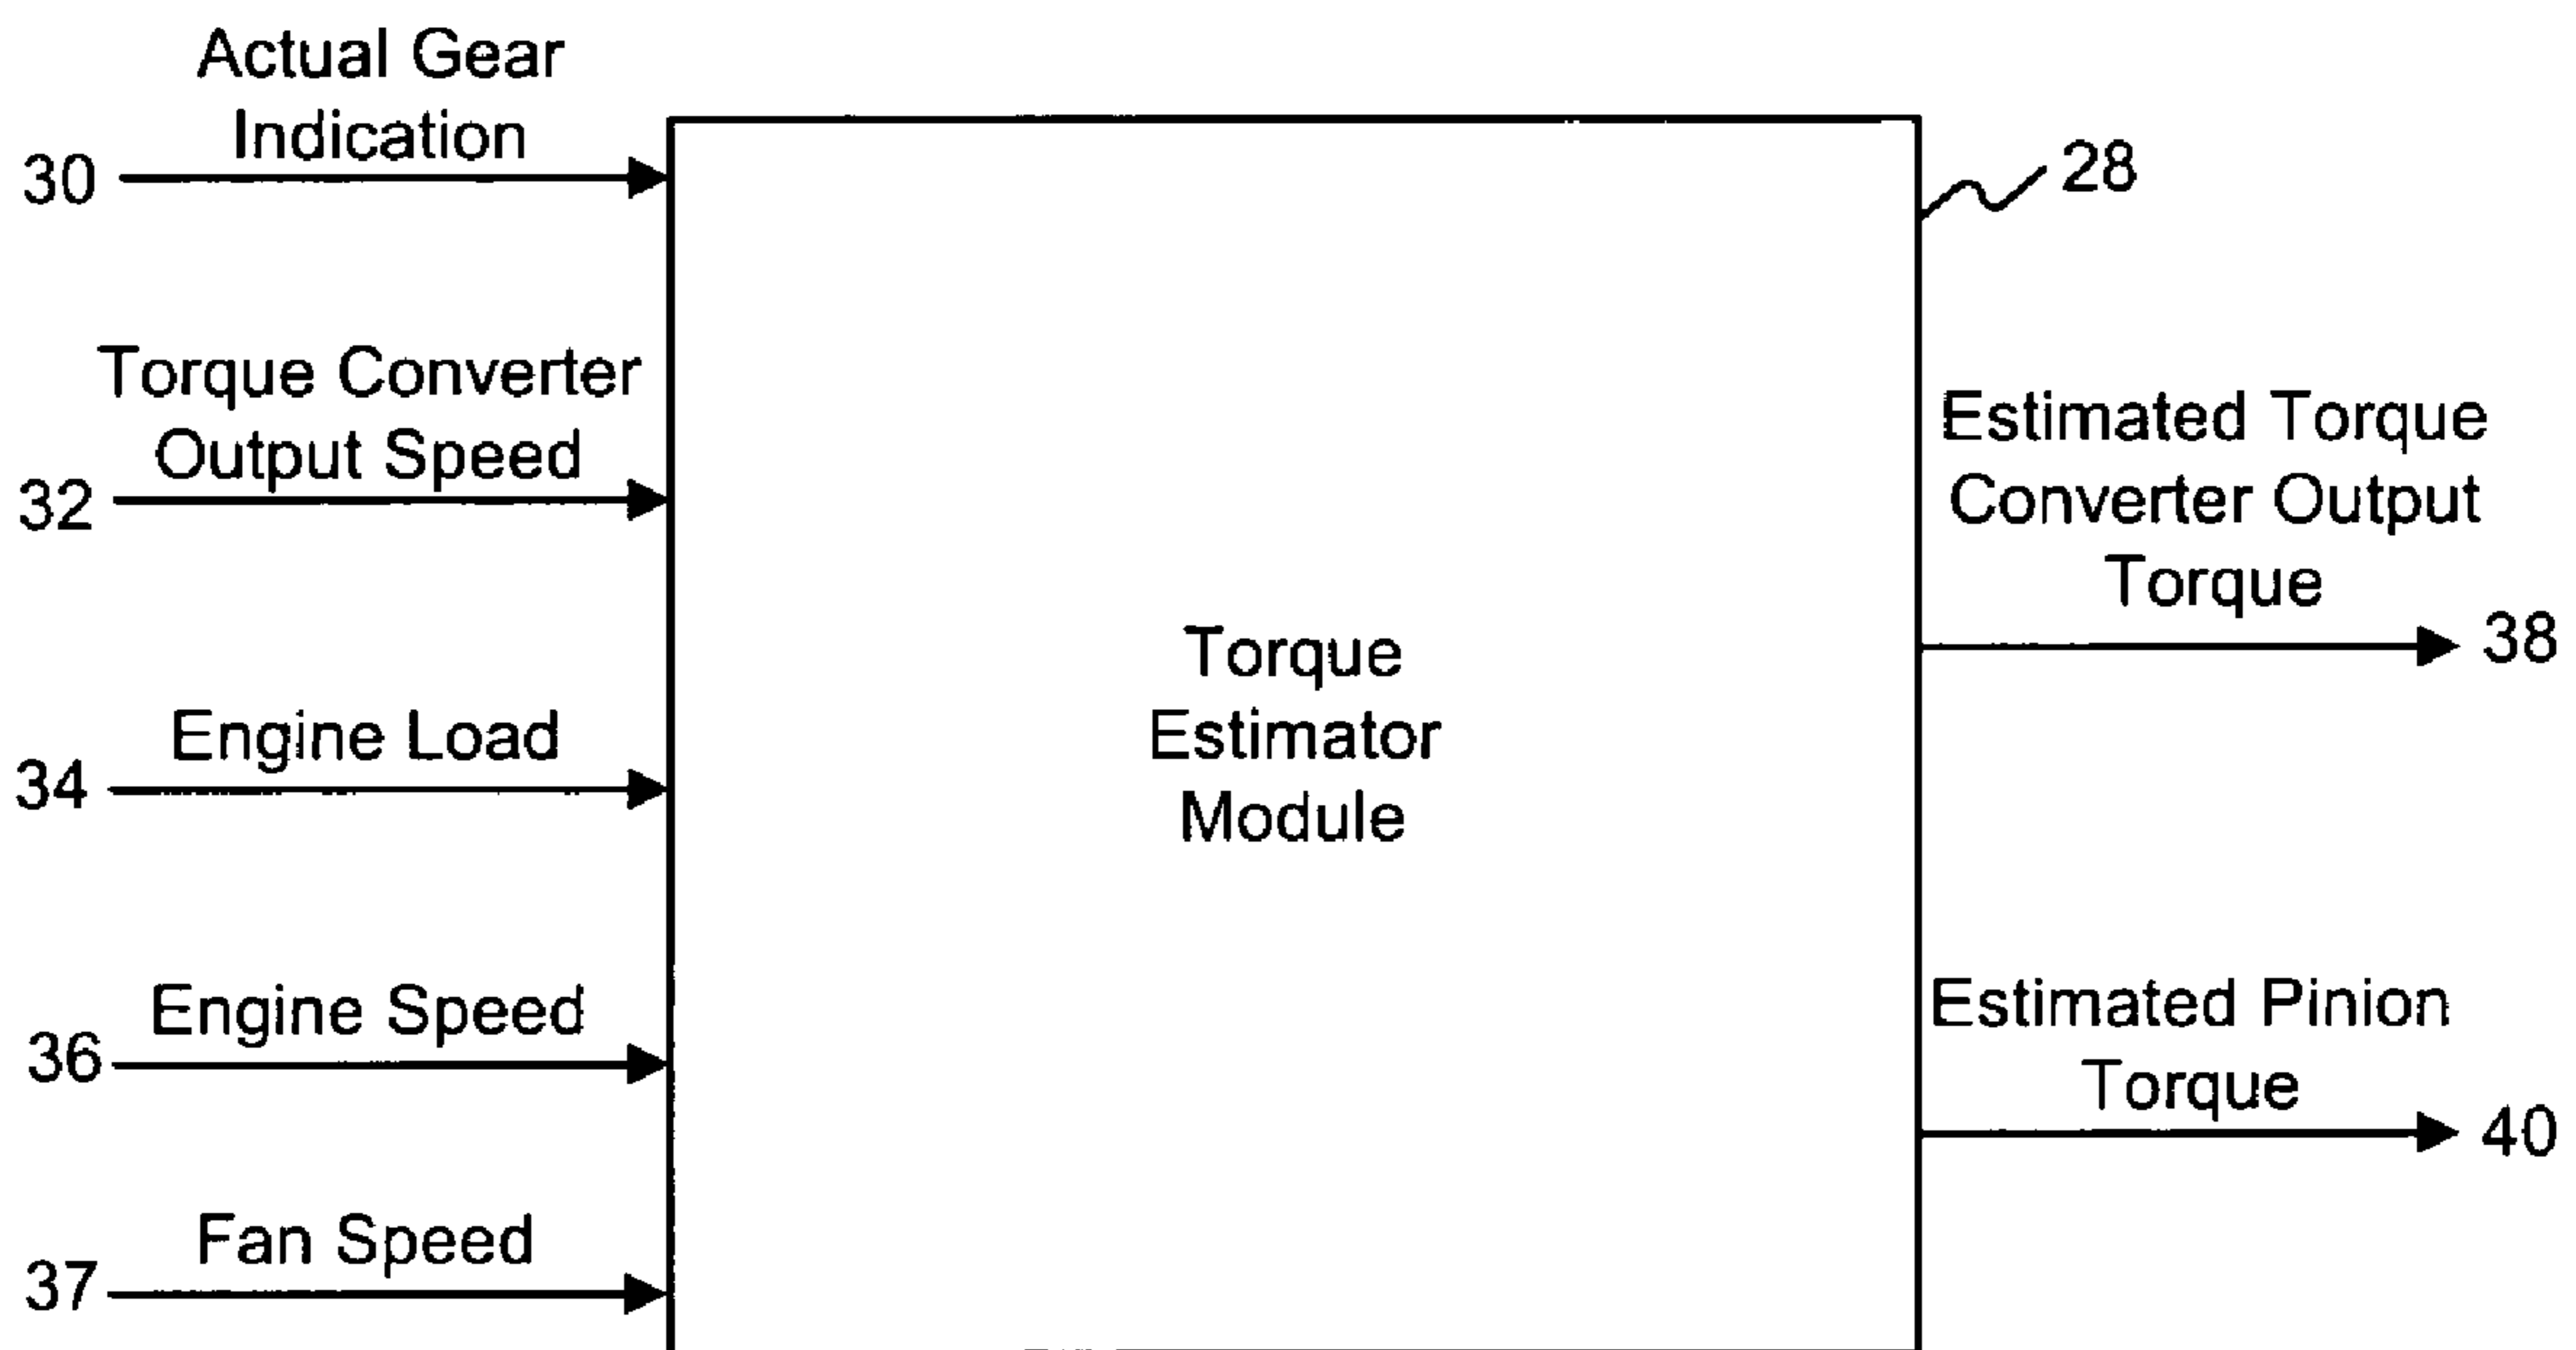 Actual Gear
Indication
30
28
Torque Converter
Output Speed
32
Estimated Torque
Converter Output
Torque
38
Torque
Estimator
Module
Engine Load
34
Engine Speed
36
Estimated Pinion
Torque
40
Fan Speed
37